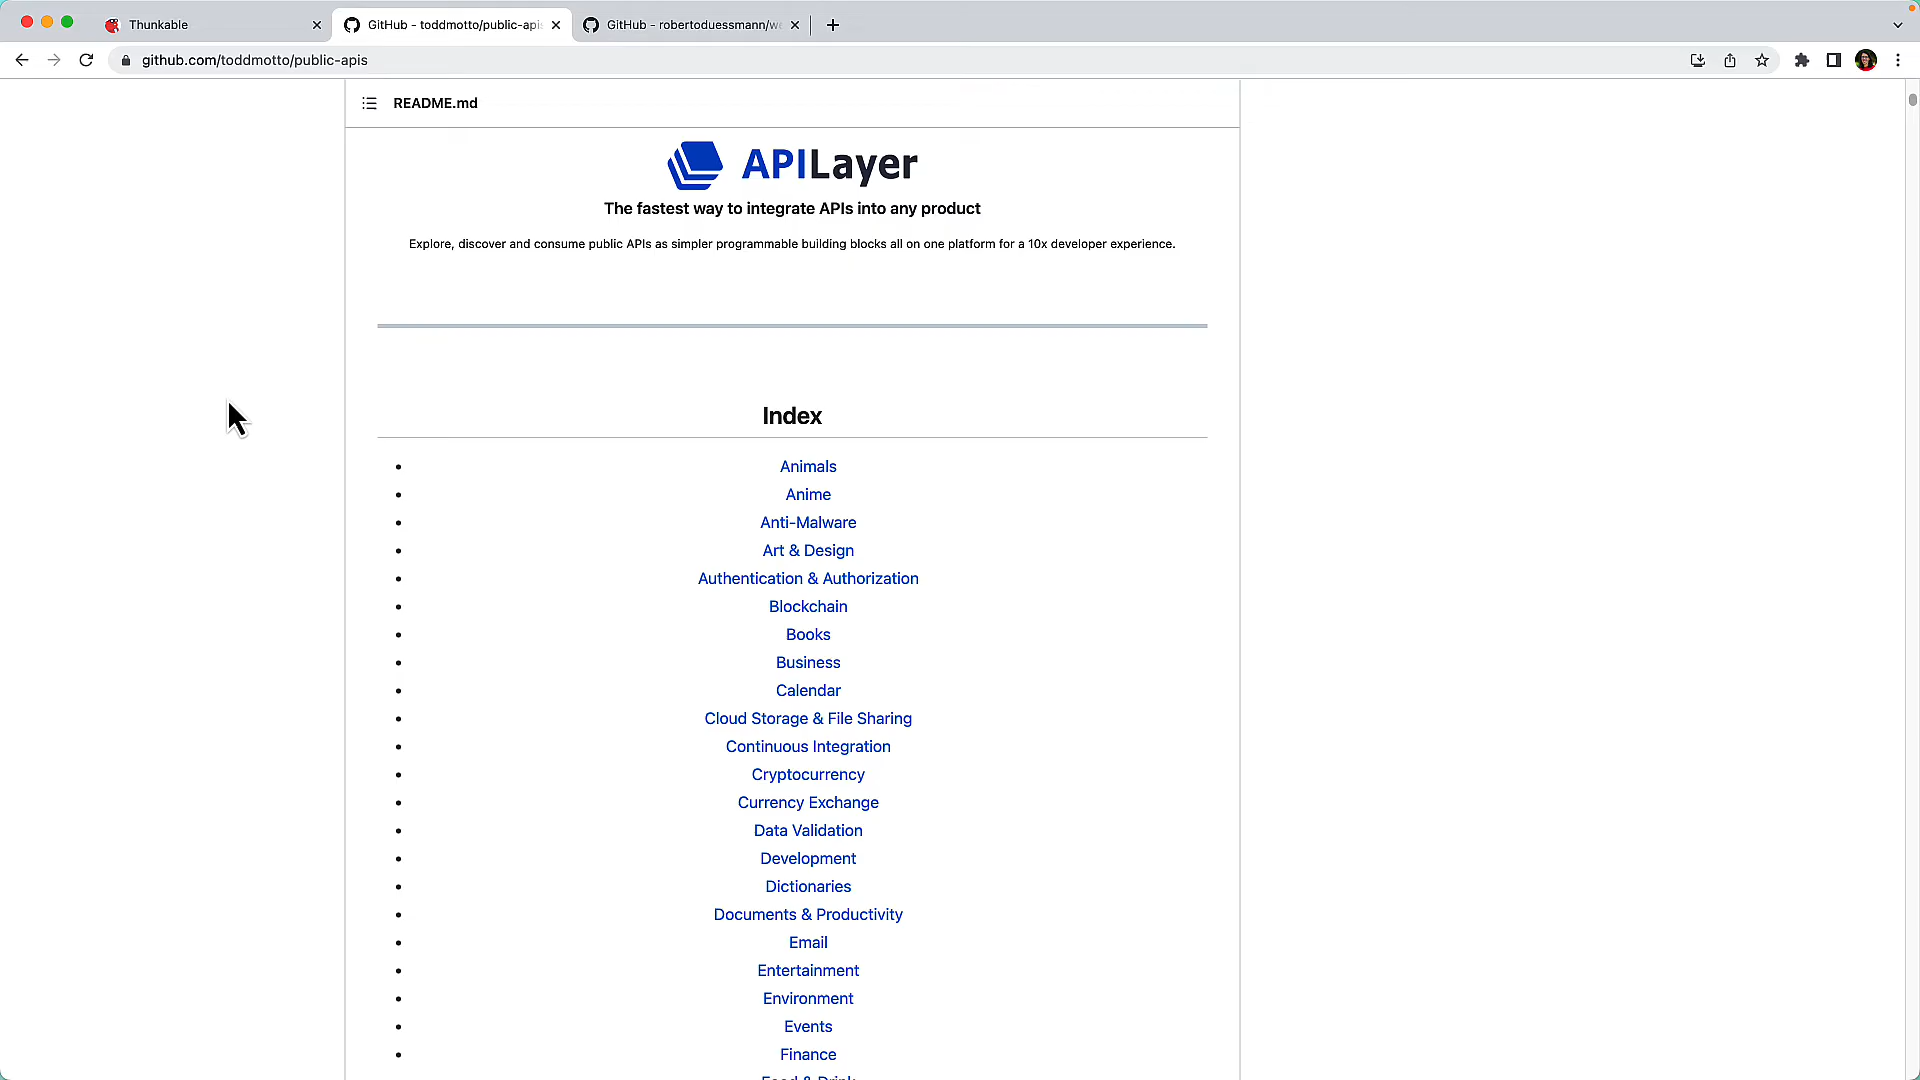 Thunkable
GitHub - toddmotto/public-api
GitHub - robertoduessmann/we
github.com/toddmotto/public-apis
README.md
APILayer
The fastest way to integrate APIs into any product
Explore, discover and consume public APIs as simpler programmable building blocks all on one platform for a 10x developer experience.
Index
Animals
Anime
Anti-Malware
Art & Design
Authentication & Authorization
Blockchain
Books
Business
Calendar
Cloud Storage & File Sharing
Continuous Integration
Cryptocurrency
Currency Exchange
Data Validation
Development
Dictionaries
Documents & Productivity
Email
Entertainment
Environment
Events
Finance
Food & Drink